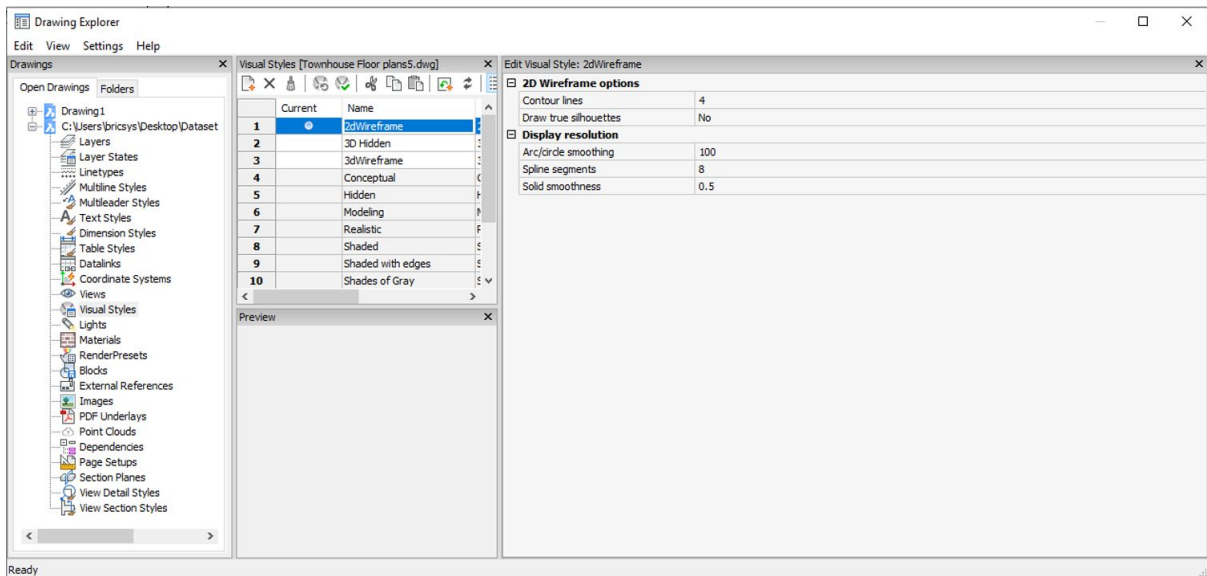 Drawing Explorer
Edit View Settings Help
Drawings
Open Drawings Folders
Drawing1
C:\Users\bricsys\Desktop\Dataset
Layers
Layer States
Linetypes
Multiline Styles
Multileader Styles
Text Styles
Dimension Styles
Table Styles
Datalinks
Coordinate Systems
Views
Visual Styles
Lights
Materials
RenderPresets
Blocks
External References
Images
PDF Underlays
Point Clouds
Dependencies
Page Setups
Section Planes
View Detail Styles
View Section Styles
Visual Styles [Townhouse Floor plans5.dwg]
Current Name
1 2dWireframe
2 3D Hidden
3 3dWireframe
4 Conceptual
5 Hidden
6 Modeling
7 Realistic
8 Shaded
9 Shaded with edges
10 Shades of Gray
Preview
Edit Visual Style: 2dWireframe
2D Wireframe options
Contour lines 4
Draw true silhouettes No
Display resolution
Arc/circle smoothing 100
Spline segments 8
Solid smoothness 0.5
Ready